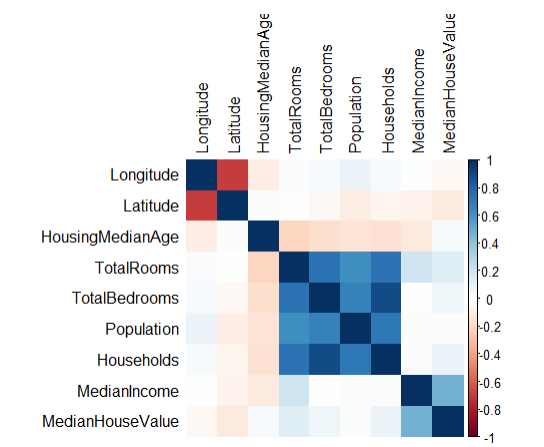 Longitude
Latitude
HousingMedianAge
TotalRooms
TotalBedrooms
Population
Households
MedianIncome
MedianHouseValue
Longitude
Latitude
HousingMedianAge
TotalRooms
TotalBedrooms
Population
Households
MedianIncome
MedianHouseValue
1
0.8
0.6
0.4
0.2
0
-0.2
-0.4
-0.6
-0.8
-1